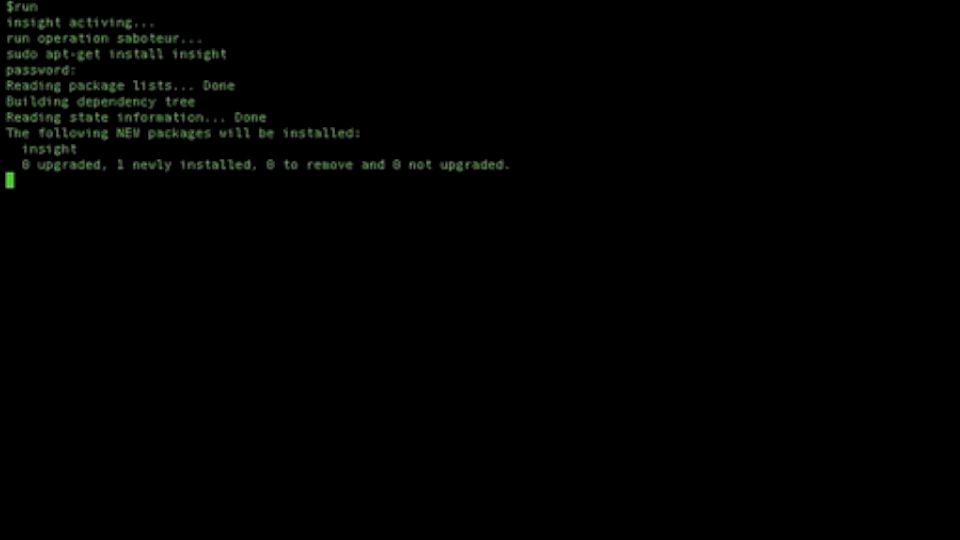 $run
insight activing...
run operation saboteur...
sudo apt-get install insight
password:
Reading package lists... Done
Building dependency tree
Reading state information... Done
The following NEW packages will be installed:
insight
0 upgraded, 1 newly installed, 0 to remove and 0 not upgraded.